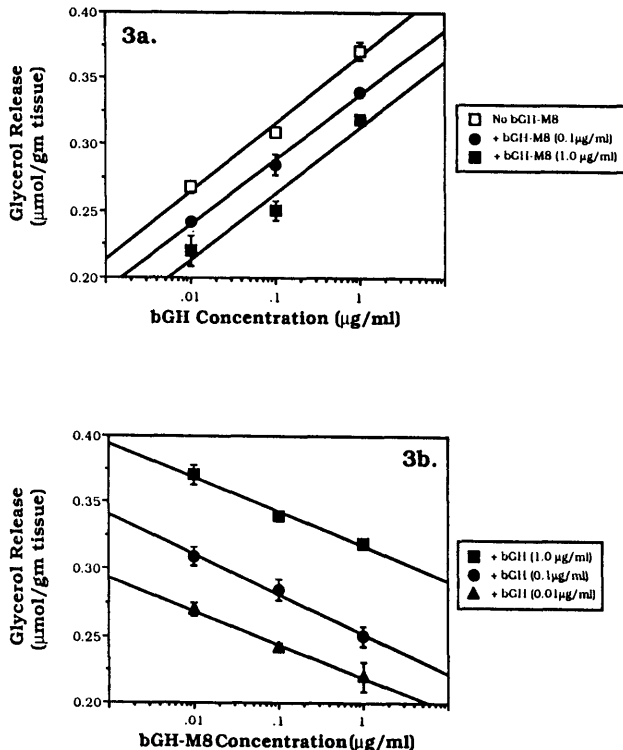 3a.
Glycerol Release
(µmol/gm tissue)
0.40
0.35
0.30
0.25
0.20
.01
.1
1
bGH Concentration (µg/ml)
No bGH-M8
+ bGH-M8 (0.1µg/ml)
+ bGH-M8 (1.0 µg/ml)
3b.
Glycerol Release
(µmol/gm tissue)
0.40
0.35
0.30
0.25
0.20
.01
.1
1
bGH-M8 Concentration (µg/ml)
+ bGH (1.0 µg/ml)
+ bGH (0.1µg/ml)
+ bGH (0.01µg/ml)